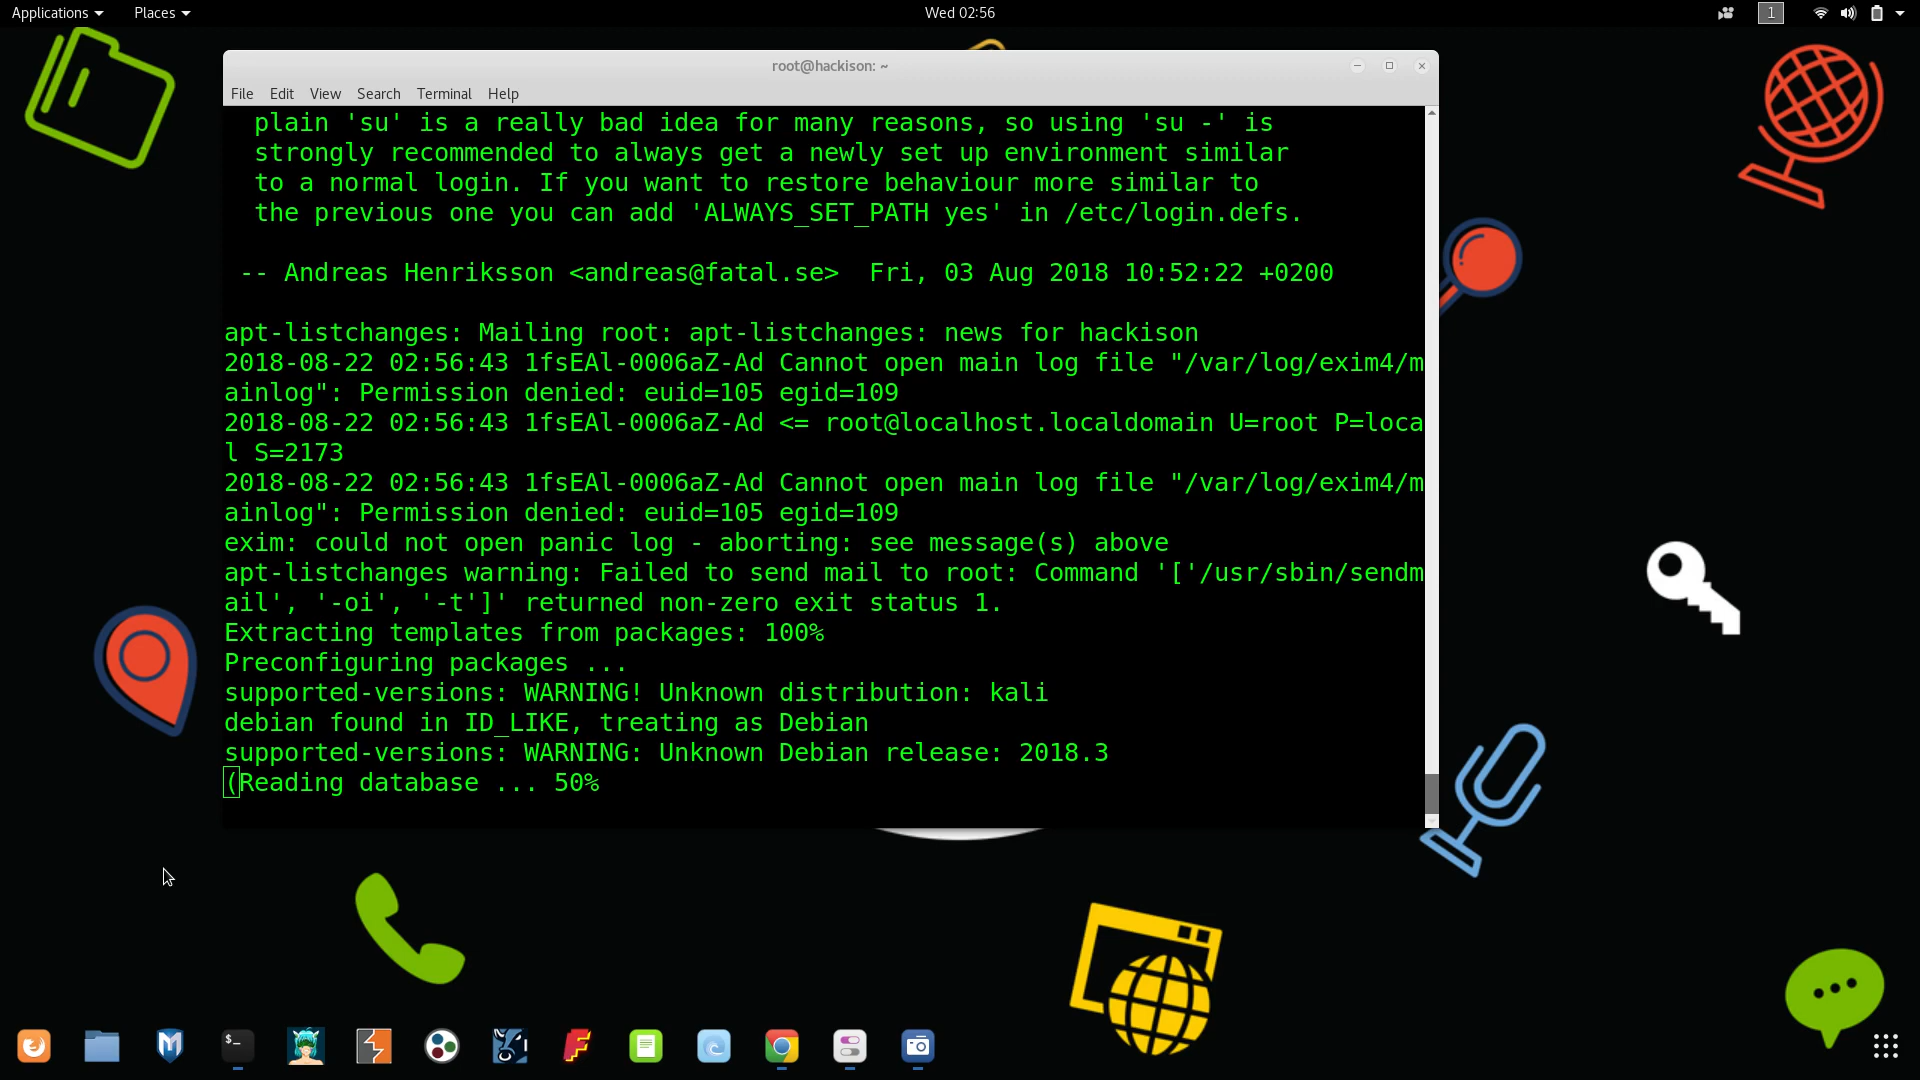 Applications Places Wed 02:56 1
root@hackison: ~
File Edit View Search Terminal Help
plain 'su' is a really bad idea for many reasons, so using 'su -' is
strongly recommended to always get a newly set up environment similar
to a normal login. If you want to restore behaviour more similar to
the previous one you can add 'ALWAYS_SET_PATH yes' in /etc/login.defs.
-- Andreas Henriksson <andreas@fatal.se>  Fri, 03 Aug 2018 10:52:22 +0200
apt-listchanges: Mailing root: apt-listchanges: news for hackison
2018-08-22 02:56:43 1fsEAl-0006aZ-Ad Cannot open main log file "/var/log/exim4/m
ainlog": Permission denied: euid=105 egid=109
2018-08-22 02:56:43 1fsEAl-0006aZ-Ad <= root@localhost.localdomain U=root P=loca
l S=2173
2018-08-22 02:56:43 1fsEAl-0006aZ-Ad Cannot open main log file "/var/log/exim4/m
ainlog": Permission denied: euid=105 egid=109
exim: could not open panic log - aborting: see message(s) above
apt-listchanges warning: Failed to send mail to root: Command '['/usr/sbin/sendm
ail', '-oi', '-t']' returned non-zero exit status 1.
Extracting templates from packages: 100%
Preconfiguring packages ...
supported-versions: WARNING! Unknown distribution: kali
debian found in ID_LIKE, treating as Debian
supported-versions: WARNING: Unknown Debian release: 2018.3
(Reading database ... 50%
$_